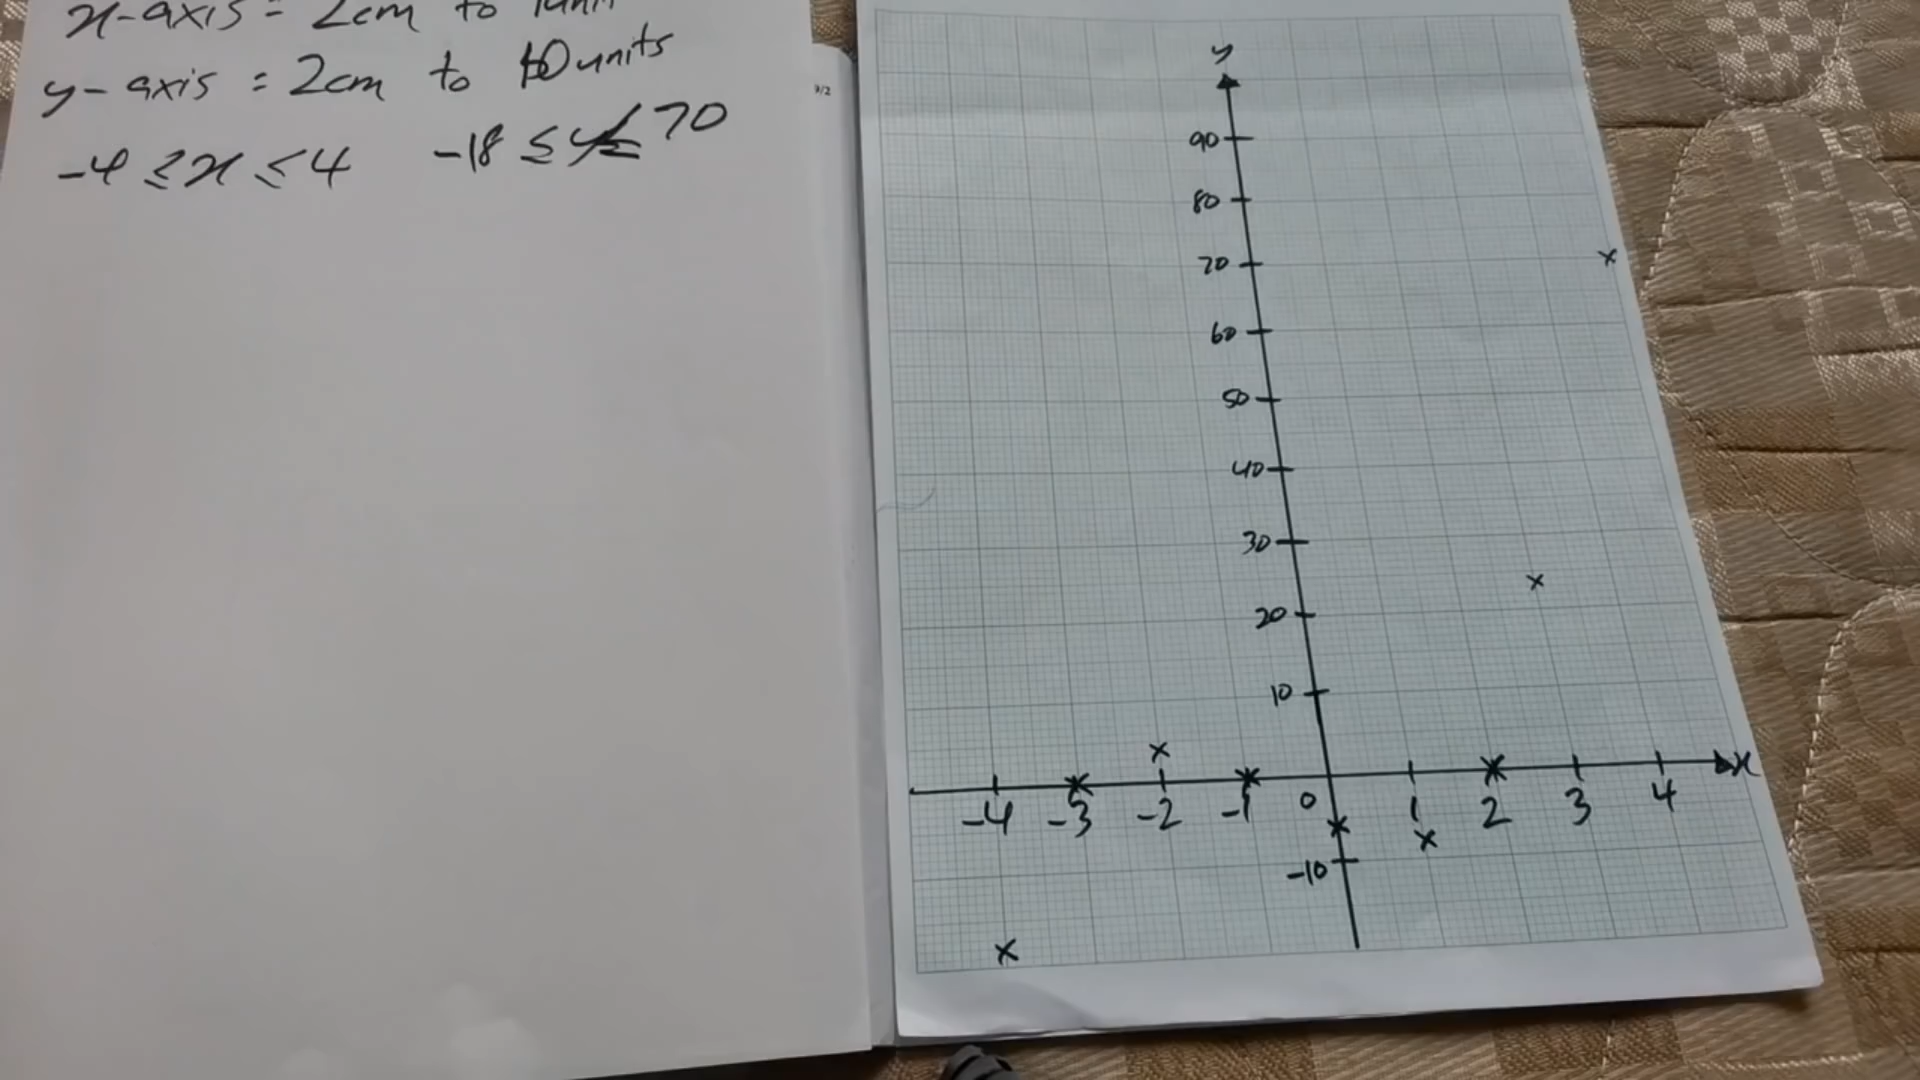 x-axis = 2cm to 1unit
y-axis = 2cm to 10 units
-4 ≤ x ≤ 4 -18 ≤ y ≤ 70
y
90
80
70
60
50
40
30
20
10
-4 -3 -2 -1 0 1 2 3 4 x
-10